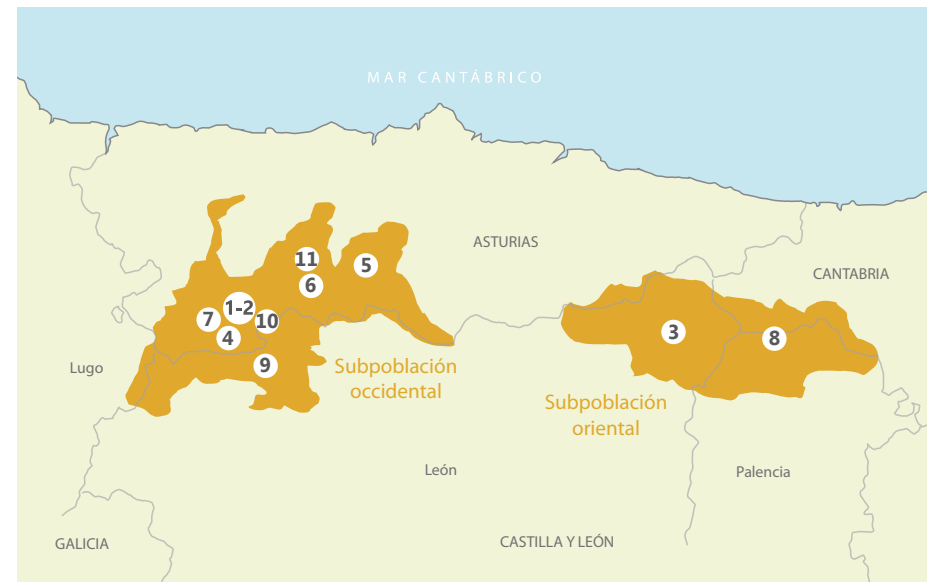 MAR CANTÁBRICO
ASTURIAS
CANTABRIA
11
5
6
1-2
7
10
4
3
8
9
Lugo
Subpoblación
occidental
Subpoblación
oriental
León
Palencia
GALICIA
CASTILLA Y LEÓN